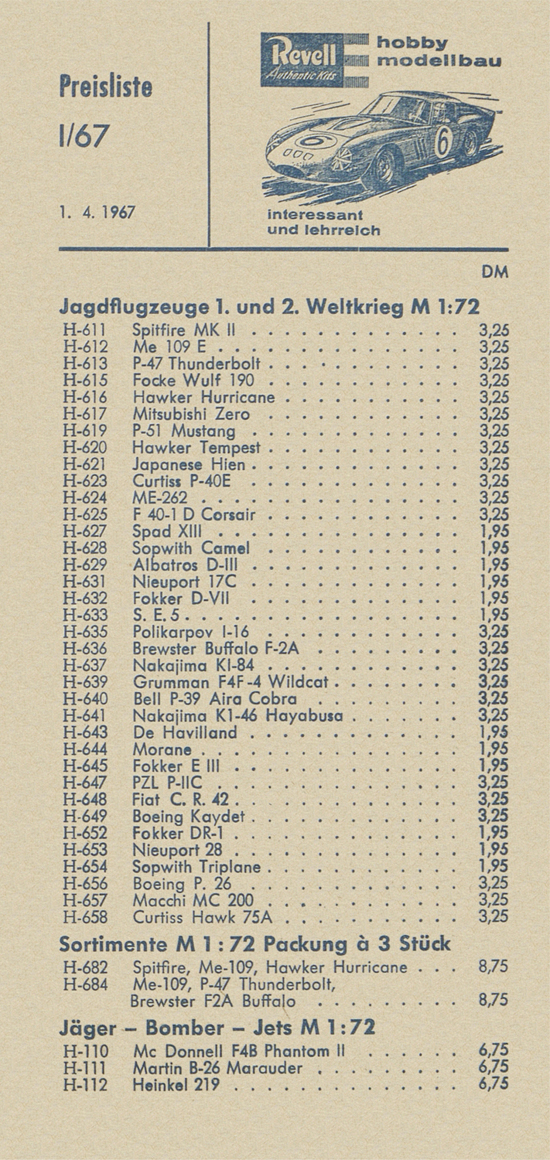 Preisliste
I/67
1. 4. 1967
Revell
Authentic Kits
hobby
modellbau
6
interessant
und lehrreich
DM
Jagdflugzeuge 1. und 2. Weltkrieg M 1:72
H-611 Spitfire MK II . . . . . . . . . . . . 3,25
H-612 Me 109 E . . . . . . . . . . . . . 3,25
H-613 P-47 Thunderbolt . . . . . . . . . . . 3,25
H-615 Focke Wulf 190 . . . . . . . . . . . 3,25
H-616 Hawker Hurricane . . . . . . . . . . 3,25
H-617 Mitsubishi Zero . . . . . . . . . . . 3,25
H-619 P-51 Mustang . . . . . . . . . . . . 3,25
H-620 Hawker Tempest . . . . . . . . . . . 3,25
H-621 Japanese Hien . . . . . . . . . . . . 3,25
H-623 Curtiss P-40E . . . . . . . . . . . . 3,25
H-624 ME-262 . . . . . . . . . . . . . . 3,25
H-625 F 40-1 D Corsair . . . . . . . . . . . 3,25
H-627 Spad XIII . . . . . . . . . . . . . 1,95
H-628 Sopwith Camel . . . . . . . . . . . 1,95
H-629 Albatros D-III . . . . . . . . . . . . 1,95
H-631 Nieuport 17C . . . . . . . . . . . . 1,95
H-632 Fokker D-VII . . . . . . . . . . . . 1,95
H-633 S. E. 5 . . . . . . . . . . . . . . . 1,95
H-635 Polikarpov I-16 . . . . . . . . . . . 3,25
H-636 Brewster Buffalo F-2A . . . . . . . . . 3,25
H-637 Nakajima KI-84 . . . . . . . . . . . 3,25
H-639 Grumman F4F-4 Wildcat . . . . . . . . 3,25
H-640 Bell P-39 Aira Cobra . . . . . . . . . 3,25
H-641 Nakajima K1-46 Hayabusa . . . . . . . 3,25
H-643 De Havilland . . . . . . . . . . . . 1,95
H-644 Morane . . . . . . . . . . . . . . 1,95
H-645 Fokker E III . . . . . . . . . . . . . 1,95
H-647 PZL P-IIC . . . . . . . . . . . . . 3,25
H-648 Fiat C. R. 42 . . . . . . . . . . . . 3,25
H-649 Boeing Kaydet . . . . . . . . . . . . 3,25
H-652 Fokker DR-1 . . . . . . . . . . . . 1,95
H-653 Nieuport 28 . . . . . . . . . . . . . 1,95
H-654 Sopwith Triplane . . . . . . . . . . . 1,95
H-656 Boeing P. 26 . . . . . . . . . . . . 3,25
H-657 Macchi MC 200 . . . . . . . . . . . 3,25
H-658 Curtiss Hawk 75A . . . . . . . . . . 3,25
Sortimente M 1 : 72 Packung à 3 Stück
H-682 Spitfire, Me-109, Hawker Hurricane . . . 8,75
H-684 Me-109, P-47 Thunderbolt,
Brewster F2A Buffalo . . . . . . . . . 8,75
Jäger – Bomber – Jets M 1:72
H-110 Mc Donnell F4B Phantom II . . . . . . 6,75
H-111 Martin B-26 Marauder . . . . . . . . 6,75
H-112 Heinkel 219 . . . . . . . . . . . . 6,75